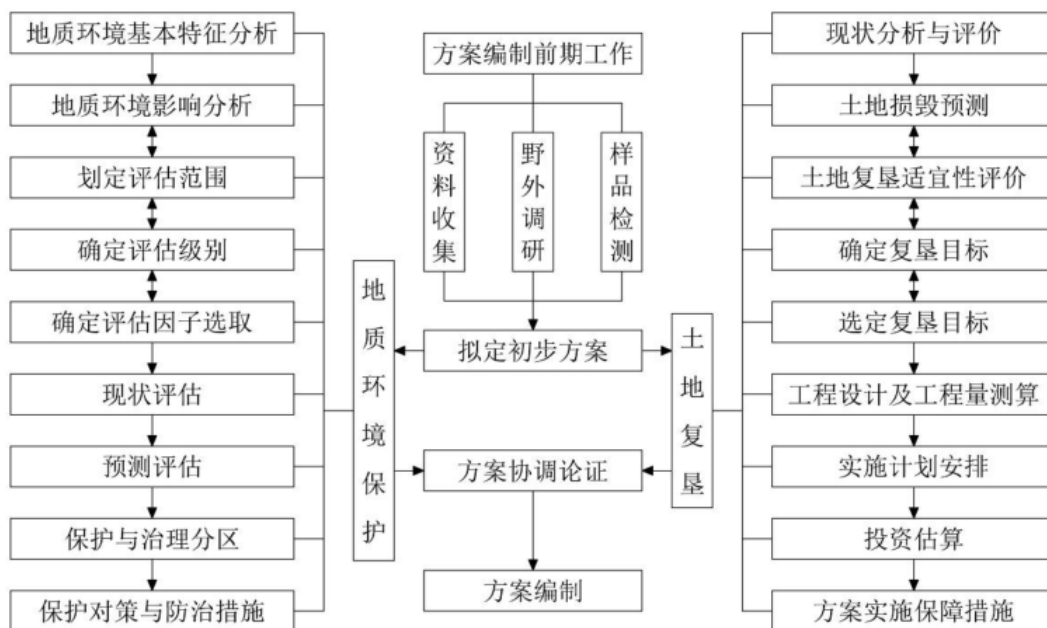 地质环境基本特征分析
地质环境影响分析
划定评估范围
确定评估级别
确定评估因子选取
现状评估
预测评估
保护与治理分区
保护对策与防治措施
地质环境保护
方案编制前期工作
资料收集
野外调研
样品检测
拟定初步方案
方案协调论证
方案编制
土地复垦
现状分析与评价
土地损毁预测
土地复垦适宜性评价
确定复垦目标
选定复垦目标
工程设计及工程量测算
实施计划安排
投资估算
方案实施保障措施